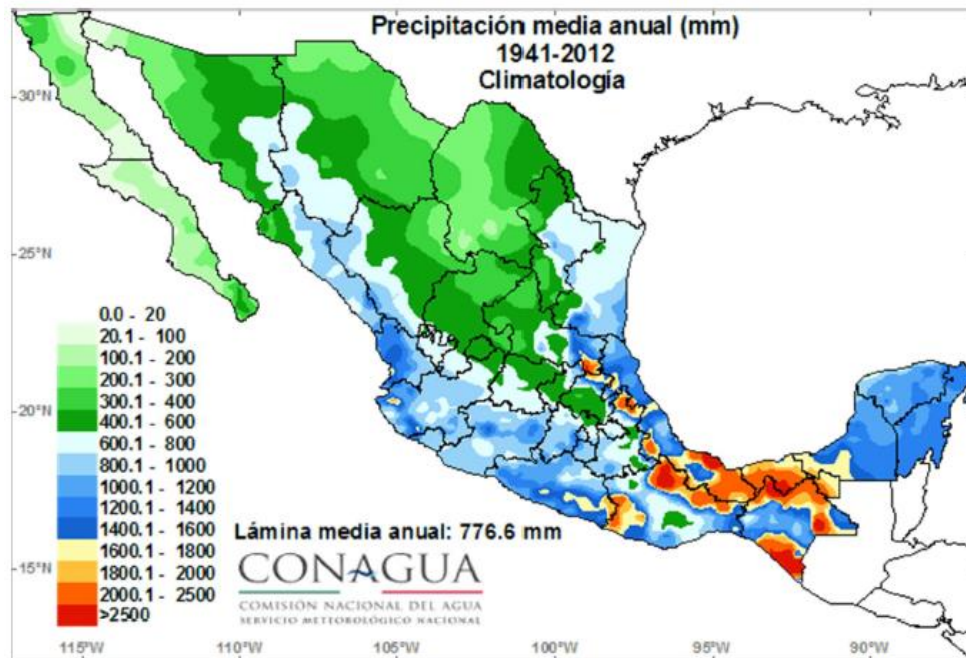 Precipitación media anual (mm)
1941-2012
Climatología
30°N
25°N
20°N
15°N
0.0 - 20
20.1 - 100
100.1 - 200
200.1 - 300
300.1 - 400
400.1 - 600
600.1 - 800
800.1 - 1000
1000.1 - 1200
1200.1 - 1400
1400.1 - 1600
1600.1 - 1800
1800.1 - 2000
2000.1 - 2500
>2500
Lámina media anual: 776.6 mm
CONAGUA
COMISIÓN NACIONAL DEL AGUA
SERVICIO METEOROLÓGICO NACIONAL
115°W
110°W
105°W
100°W
95°W
90°W